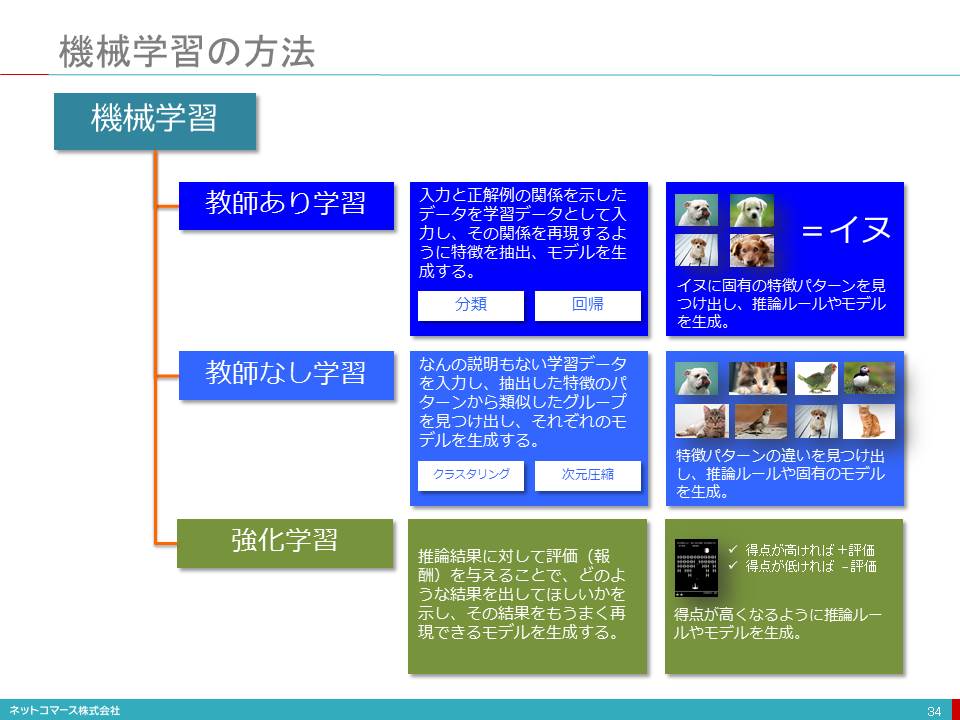 機械学習の方法
機械学習
教師あり学習
入力と正解例の関係を示した
データを学習データとして入
力し、その関係を再現するよ
うに特徴を抽出、モデルを生
成する。
分類
回帰
＝イヌ
イヌに固有の特徴パターンを見
つけ出し、推論ルールやモデル
を生成。
教師なし学習
なんの説明もない学習データ
を入力し、抽出した特徴のパ
ターンから類似したグループ
を見つけ出し、それぞれのモ
デルを生成する。
クラスタリング
次元圧縮
特徴パターンの違いを見つけ出
し、推論ルールや固有のモデル
を生成。
強化学習
推論結果に対して評価（報
酬）を与えることで、どのよ
うな結果を出してほしいかを
示し、その結果をもうまく再
現できるモデルを生成する。
✓ 得点が高ければ＋評価
✓ 得点が低ければ －評価
得点が高くなるように推論ルー
ルやモデルを生成。
ネットコマース株式会社
34